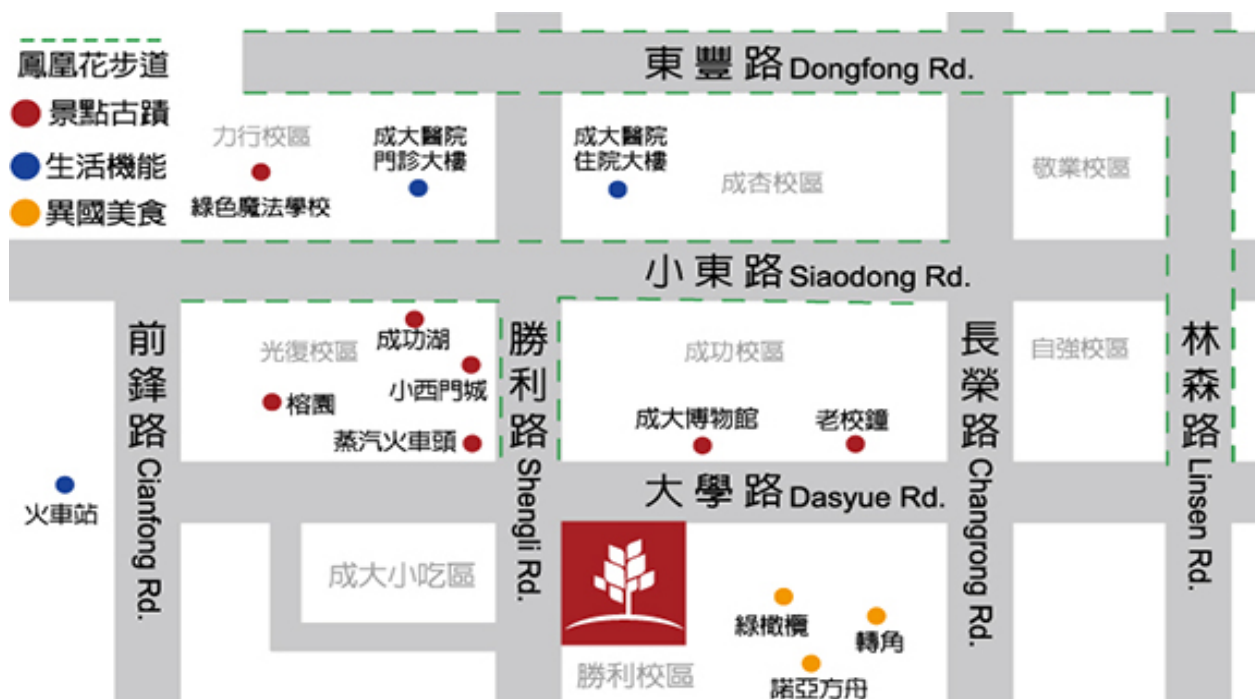 鳳凰花步道
景點古蹟
生活機能
異國美食
東豐路 Dongfong Rd.
力行校區
綠色魔法學校
成大醫院
門診大樓
成大醫院
住院大樓
成杏校區
敬業校區
小東路 Siaodong Rd.
前鋒路 Cianfong Rd.
光復校區
成功湖
小西門城
榕園
蒸汽火車頭
勝利路 Shengli Rd.
成功校區
成大博物館
老校鐘
長榮路 Changrong Rd.
自強校區
林森路 Linsen Rd.
火車站
大學路 Dasyue Rd.
成大小吃區
勝利校區
綠橄欖
轉角
諾亞方舟